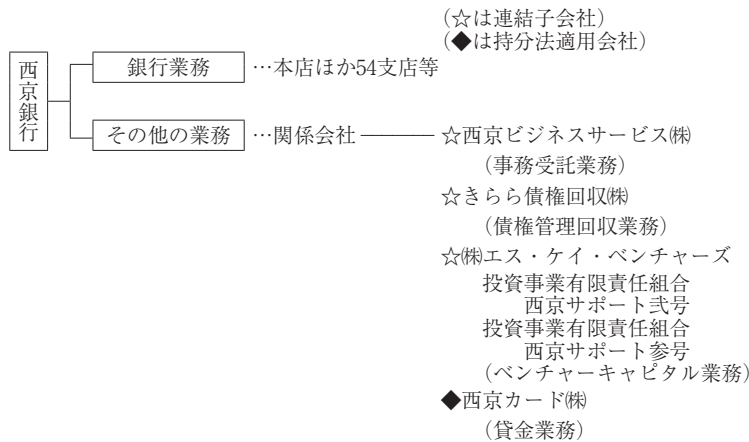 (☆は連結子会社)
(◆は持分法適用会社)
西京銀行
銀行業務 …本店ほか54支店等
その他の業務 …関係会社 ☆西京ビジネスサービス㈱
(事務受託業務)
☆きらら債権回収㈱
(債権管理回収業務)
☆㈱エス・ケイ・ベンチャーズ
投資事業有限責任組合
西京サポート弐号
投資事業有限責任組合
西京サポート参号
(ベンチャーキャピタル業務)
◆西京カード㈱
(貸金業務)